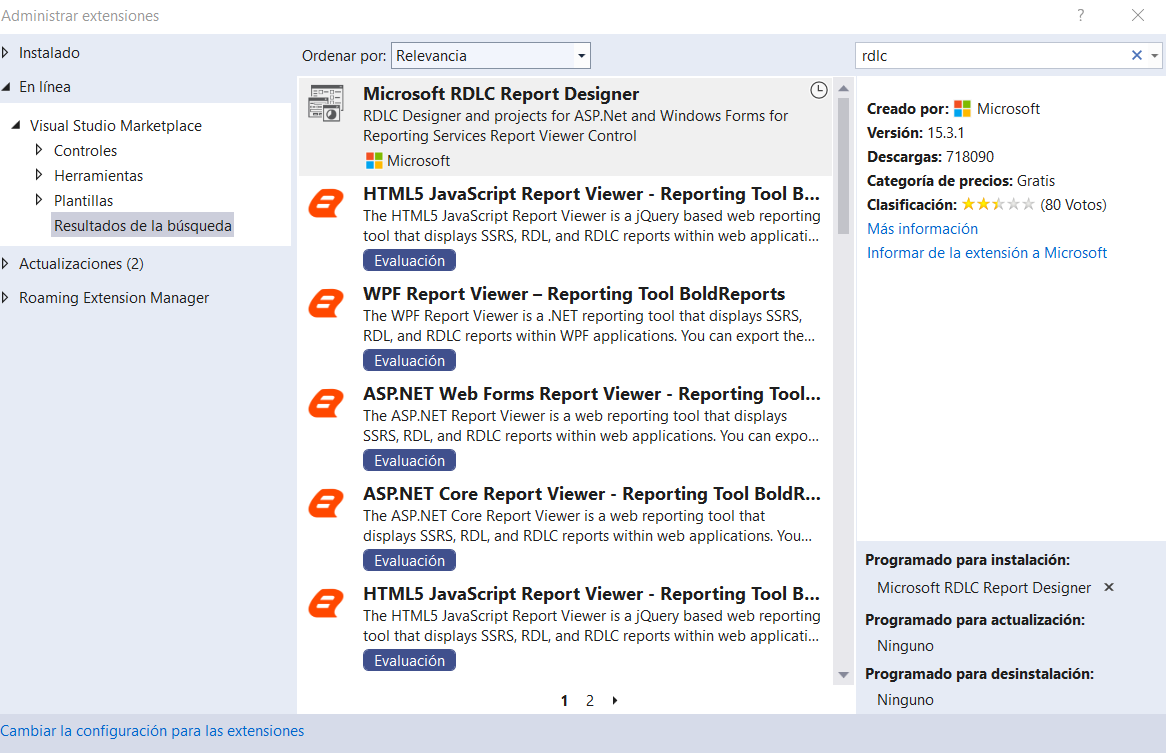 Administrar extensiones
?
Instalado
En línea
Visual Studio Marketplace
Controles
Herramientas
Plantillas
Resultados de la búsqueda
Actualizaciones (2)
Roaming Extension Manager
Ordenar por: Relevancia
Microsoft RDLC Report Designer
RDLC Designer and projects for ASP.Net and Windows Forms for
Reporting Services Report Viewer Control
Microsoft
HTML5 JavaScript Report Viewer - Reporting Tool B...
The HTML5 JavaScript Report Viewer is a jQuery based web reporting
tool that displays SSRS, RDL, and RDLC reports within web applicati...
Evaluación
WPF Report Viewer – Reporting Tool BoldReports
The WPF Report Viewer is a .NET reporting tool that displays SSRS,
RDL, and RDLC reports within WPF applications. You can export the...
Evaluación
ASP.NET Web Forms Report Viewer - Reporting Tool...
The ASP.NET Report Viewer is a web reporting tool that displays
SSRS, RDL, and RDLC reports within web applications. You can expo...
Evaluación
ASP.NET Core Report Viewer - Reporting Tool BoldR...
The ASP.NET Core Report Viewer is a web reporting tool that
displays SSRS, RDL, and RDLC reports within web applications. You...
Evaluación
HTML5 JavaScript Report Viewer - Reporting Tool B...
The HTML5 JavaScript Report Viewer is a jQuery based web reporting
tool that displays SSRS, RDL, and RDLC reports within web applicati...
Evaluación
1 2
rdlc
Creado por: Microsoft
Versión: 15.3.1
Descargas: 718090
Categoría de precios: Gratis
Clasificación: (80 Votos)
Más información
Informar de la extensión a Microsoft
Programado para instalación:
Microsoft RDLC Report Designer
Programado para actualización:
Ninguno
Programado para desinstalación:
Ninguno
Cambiar la configuración para las extensiones